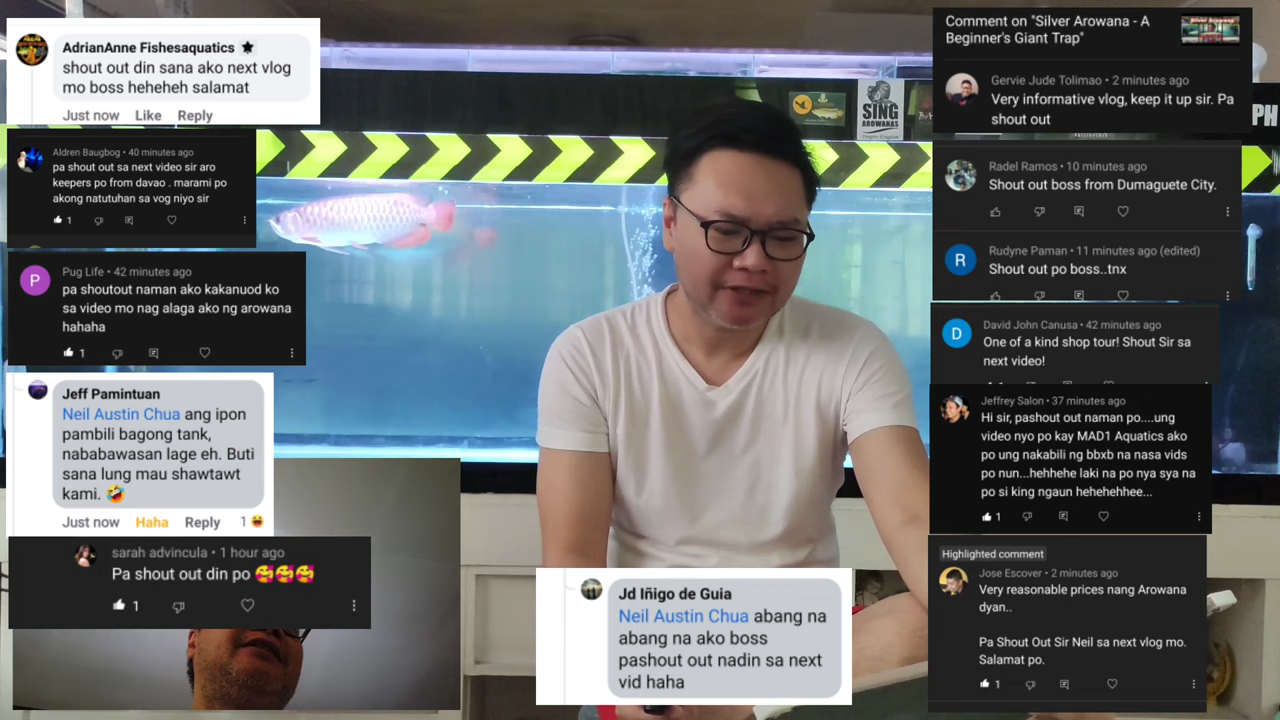 AdrianAnne Fishesaquatics
shout out din sana ako next vlog
mo boss heheheh salamat
Just now Like Reply
Aldren Baugbog • 40 minutes ago
pa shout out sa next video sir aro
keepers po from davao . marami po
akong natutuhan sa vog niyo sir
1
P
Pug Life • 42 minutes ago
pa shoutout naman ako kakanuod ko
sa video mo nag alaga ako ng arowana
hahaha
1
Jeff Pamintuan
Neil Austin Chua ang ipon
pambili bagong tank,
nababawasan lage eh. Buti
sana lung mau shawtawt
kami. 🤣
Just now Haha Reply 1
sarah advincula • 1 hour ago
Pa shout out din po 🥰🥰🥰
1
SING
AROWANAS
PH
Jd Iñigo de Guia
Neil Austin Chua abang na
abang na ako boss
pashout out nadin sa next
vid haha
Comment on "Silver Arowana - A
Beginner's Giant Trap"
Gervie Jude Tolimao • 2 minutes ago
Very informative vlog, keep it up sir. Pa
shout out
Radel Ramos • 10 minutes ago
Shout out boss from Dumaguete City.
R
Rudyne Paman • 11 minutes ago (edited)
Shout out po boss..tnx
D
David John Canusa • 42 minutes ago
One of a kind shop tour! Shout Sir sa
next video!
Jeffrey Salon • 37 minutes ago
Hi sir, pashout out naman po....ung
video nyo po kay MAD1 Aquatics ako
po ung nakabili ng bbxb na nasa vids
po nun...hehhehe laki na po nya sya na
po si king ngaun hehehehhee...
1
Highlighted comment
Jose Escover • 2 minutes ago
Very reasonable prices nang Arowana
dyan..
Pa Shout Out Sir Neil sa next vlog mo.
Salamat po.
1